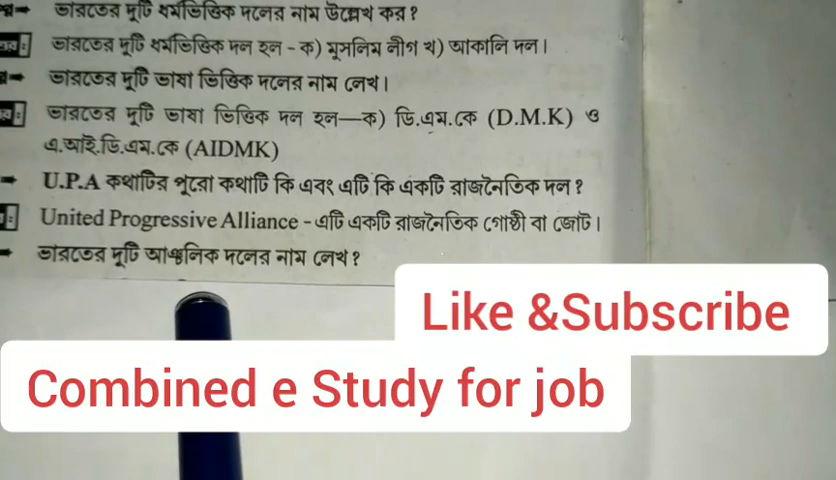 ভারতের দুটি ধর্মভিত্তিক দলের নাম উল্লেখ কর ?
ভারতের দুটি ধর্মভিত্তিক দল হল - ক) মুসলিম লীগ খ) আকালি দল।
ভারতের দুটি ভাষা ভিত্তিক দলের নাম লেখ।
ভারতের দুটি ভাষা ভিত্তিক দল হল—ক) ডি.এম.কে (D.M.K) ও
এ.আই.ডি.এম.কে (AIDMK)
U.P.A কথাটির পুরো কথাটি কি এবং এটি কি একটি রাজনৈতিক দল ?
United Progressive Alliance - এটি একটি রাজনৈতিক গোষ্ঠী বা জোট।
ভারতের দুটি আঞ্চলিক দলের নাম লেখ ?
Like &Subscribe
Combined e Study for job